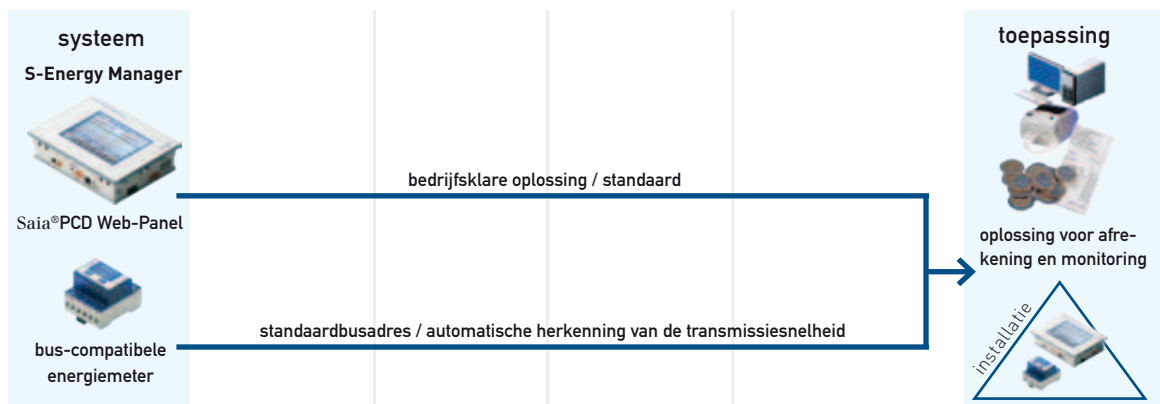 systeem
S-Energy Manager
Saia®PCD Web-Panel
bus-compatibele
energiemeter
bedrijfsklare oplossing / standaard
standaardbusadres / automatische herkenning van de transmissiesnelheid
toepassing
oplossing voor afre-
kening en monitoring
installatie